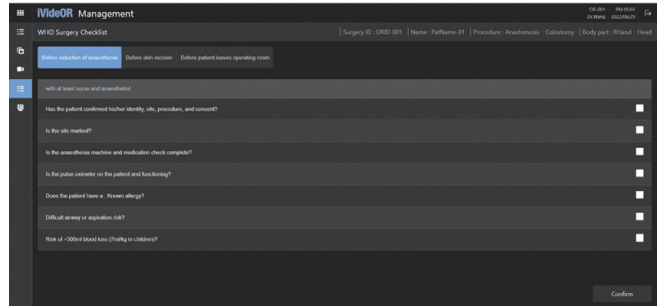 iVideOR Management
OR-001 PM 15:03
Dr.Wang 2022/06/29
WHO Surgery Checklist
| Surgery ID : ORID-001 | Name : PatName-01 | Procedure : Anastomosis - Colostomy | Body part : RHand - Head
Before induction of anaesthesia Before skin incision Before patient leaves operating room
with at least nurse and anaesthetist
Has the patient confirmed his/her identity, site, procedure, and consent?
Is the site marked?
Is the anaesthesia machine and medication check complete?
Is the pulse oximeter on the patient and functioning?
Does the patient have a : Known allergy?
Difficult airway or aspiration risk?
Risk of >500ml blood loss (7ml/kg in children)?
Confirm